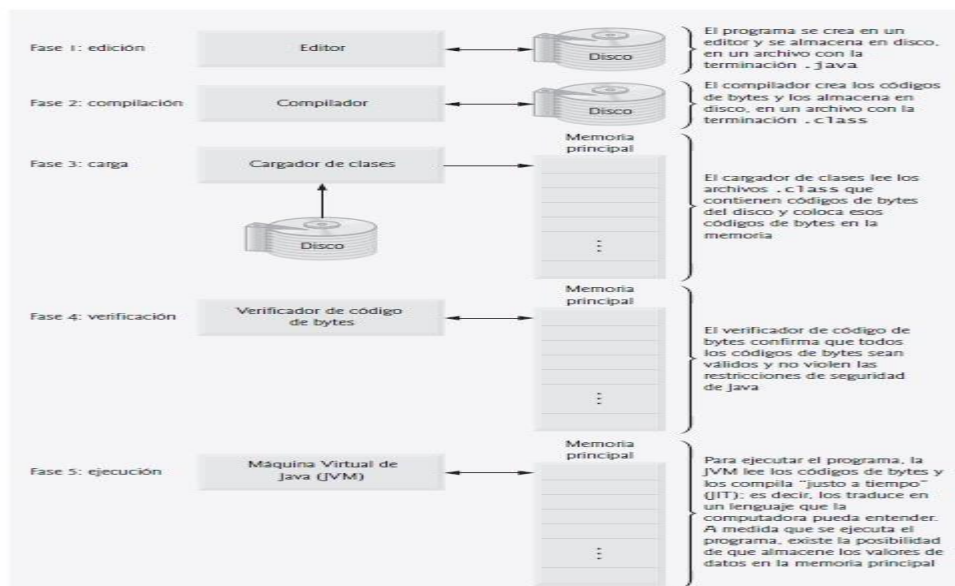 Fase 1: edición
Editor
Disco
El programa se crea en un
editor y se almacena en disco,
en un archivo con la
terminación .java
Fase 2: compilación
Compilador
Disco
El compilador crea los códigos
de bytes y los almacena en
disco, en un archivo con la
terminación .class
Fase 3: carga
Cargador de clases
Disco
Memoria
principal
...
El cargador de clases lee los
archivos .class que
contienen códigos de bytes
del disco y coloca esos
códigos de bytes en la
memoria
Fase 4: verificación
Verificador de código
de bytes
Memoria
principal
...
El verificador de código de
bytes confirma que todos
los códigos de bytes sean
válidos y no violen las
restricciones de seguridad
de Java
Fase 5: ejecución
Máquina Virtual de
Java (JVM)
Memoria
principal
...
Para ejecutar el programa, la
JVM lee los códigos de bytes y
los compila “justo a tiempo”
(JIT); es decir, los traduce en
un lenguaje que la
computadora pueda entender.
A medida que se ejecuta el
programa, existe la posibilidad
de que almacene los valores de
datos en la memoria principal